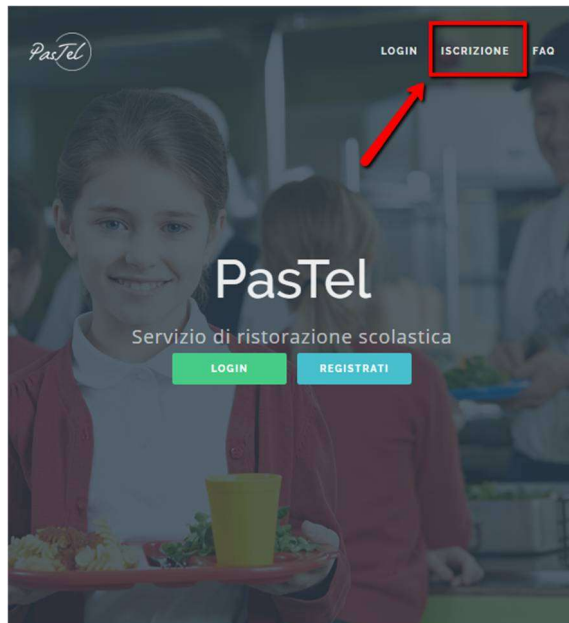 PasTel
LOGIN ISCRIZIONE FAQ
PasTel
Servizio di ristorazione scolastica
LOGIN REGISTRATI